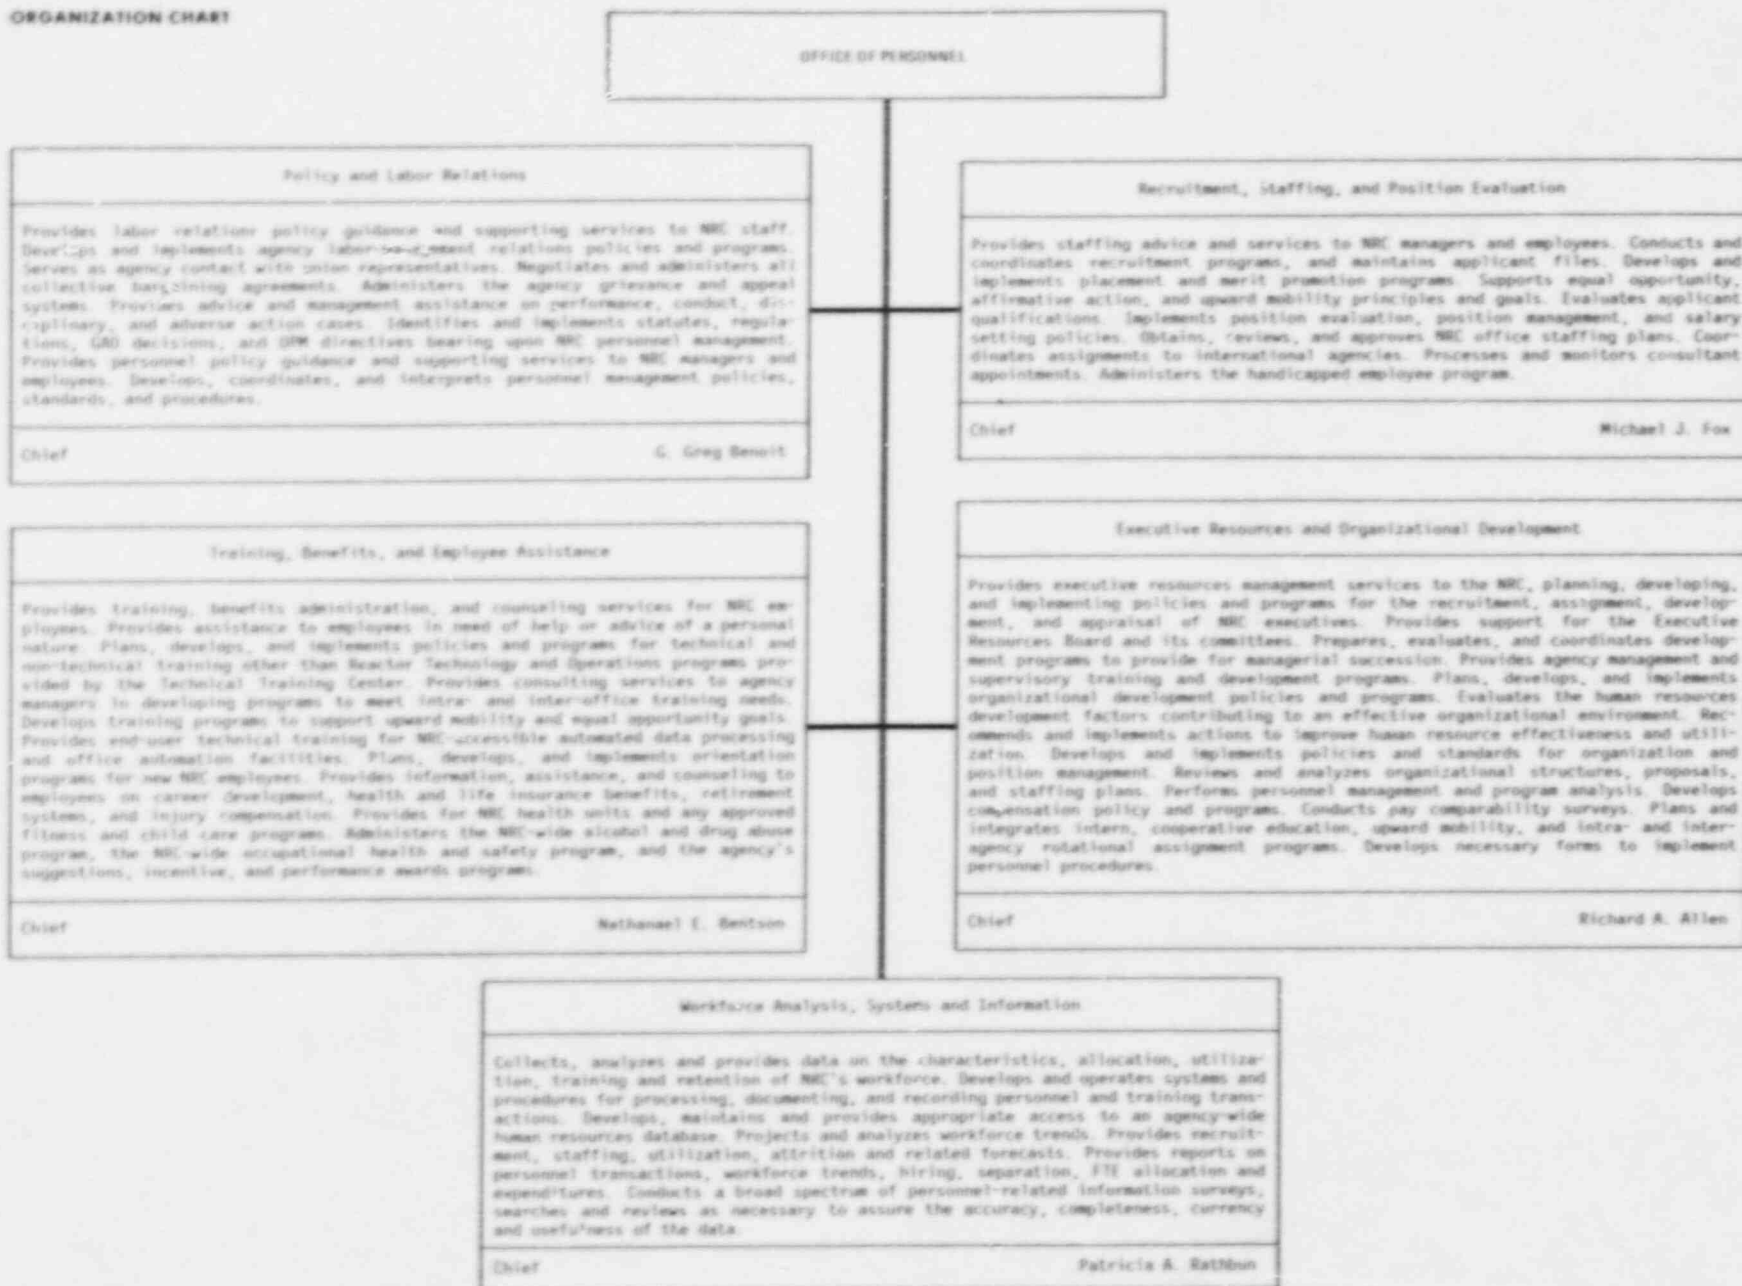 ORGANIZATION CHART
OFFICE OF PERSONNEL
Policy and Labor Relations
Provides labor relations policy guidance and supporting services to NRC staff.
Develops and implements agency labor-management relations policies and programs.
Serves as agency contact with union representatives. Negotiates and administers all
collective bargaining agreements. Administers the agency grievance and appeal
systems. Provides advice and management assistance on performance, conduct, dis-
ciplinary, and adverse action cases. Identifies and implements statutes, regula-
tions, GAO decisions, and OPM directives bearing upon NRC personnel management.
Provides personnel policy guidance and supporting services to NRC managers and
employees. Develops, coordinates, and interprets personnel management policies,
standards, and procedures.
Chief G. Greg Benoit
Recruitment, Staffing, and Position Evaluation
Provides staffing advice and services to NRC managers and employees. Conducts and
coordinates recruitment programs, and maintains applicant files. Develops and
implements placement and merit promotion programs. Supports equal opportunity,
affirmative action, and upward mobility principles and goals. Evaluates applicant
qualifications. Implements position evaluation, position management, and salary
setting policies. Obtains, reviews, and approves NRC office staffing plans. Coor-
dinates assignments to international agencies. Processes and monitors consultant
appointments. Administers the handicapped employee program.
Chief Michael J. Fox
Training, Benefits, and Employee Assistance
Provides training, benefits administration, and counseling services for NRC em-
ployees. Provides assistance to employees in need of help or advice of a personal
nature. Plans, develops, and implements policies and programs for technical and
non-technical training other than Reactor Technology and Operations programs pro-
vided by the Technical Training Center. Provides consulting services to agency
managers in developing programs to meet intra- and inter-office training needs.
Develops training programs to support upward mobility and equal opportunity goals.
Provides end-user technical training for NRC-accessible automated data processing
and office automation facilities. Plans, develops, and implements orientation
programs for new NRC employees. Provides information, assistance, and counseling to
employees on career development, health and life insurance benefits, retirement
systems, and injury compensation. Provides for NRC health units and any approved
fitness and child care programs. Administers the NRC-wide alcohol and drug abuse
program, the NRC-wide occupational health and safety program, and the agency's
suggestions, incentive, and performance awards programs.
Chief Nathanael E. Bentson
Executive Resources and Organizational Development
Provides executive resources management services to the NRC, planning, developing,
and implementing policies and programs for the recruitment, assignment, develop-
ment, and appraisal of NRC executives. Provides support for the Executive
Resources Board and its committees. Prepares, evaluates, and coordinates develop-
ment programs to provide for managerial succession. Provides agency management and
supervisory training and development programs. Plans, develops, and implements
organizational development policies and programs. Evaluates the human resources
development factors contributing to an effective organizational environment. Rec-
ommends and implements actions to improve human resource effectiveness and utili-
zation. Develops and implements policies and standards for organization and
position management. Reviews and analyzes organizational structures, proposals,
and staffing plans. Performs personnel management and program analysis. Develops
compensation policy and programs. Conducts pay comparability surveys. Plans and
integrates intern, cooperative education, upward mobility, and intra- and inter-
agency rotational assignment programs. Develops necessary forms to implement
personnel procedures.
Chief Richard A. Allen
Workforce Analysis, Systems and Information
Collects, analyzes and provides data on the characteristics, allocation, utiliza-
tion, training and retention of NRC's workforce. Develops and operates systems and
procedures for processing, documenting, and recording personnel and training trans-
actions. Develops, maintains and provides appropriate access to an agency-wide
human resources database. Projects and analyzes workforce trends. Provides recruit-
ment, staffing, utilization, attrition and related forecasts. Provides reports on
personnel transactions, workforce trends, hiring, separation, FTE allocation and
expenditures. Conducts a broad spectrum of personnel-related information surveys,
searches and reviews as necessary to assure the accuracy, completeness, currency
and usefulness of the data.
Chief Patricia A. Rathbun